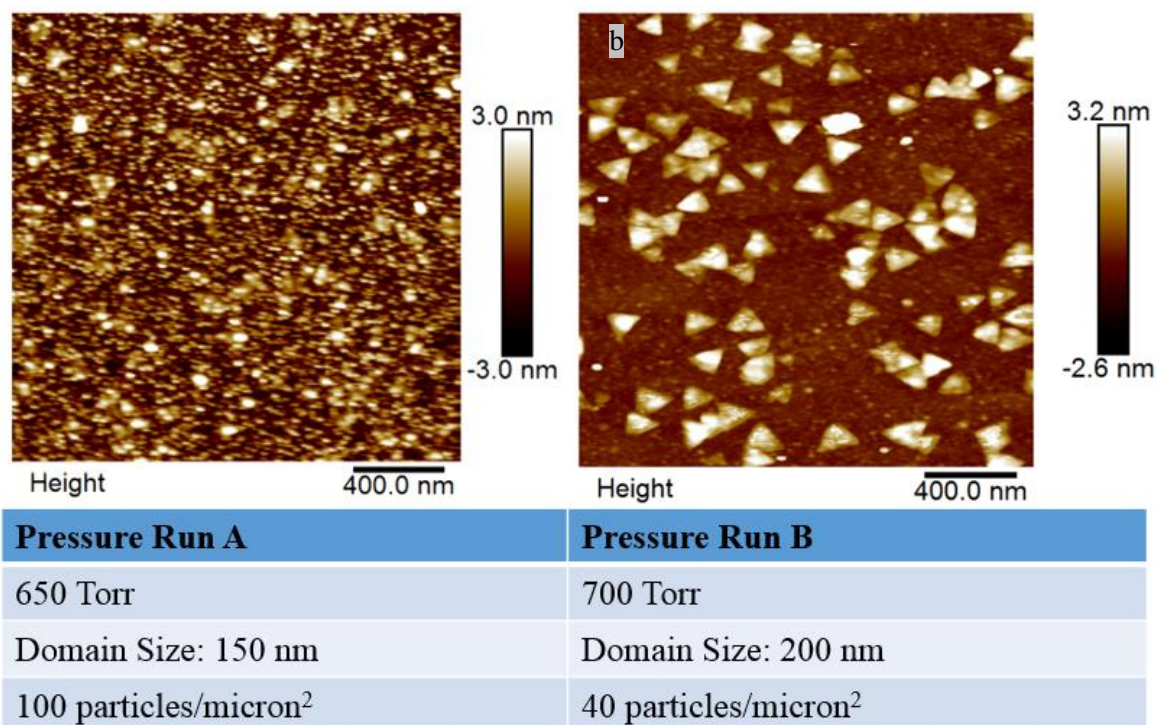 b
3.0 nm
-3.0 nm
3.2 nm
-2.6 nm
Height
400.0 nm
Height
400.0 nm
Pressure Run A
Pressure Run B
650 Torr
700 Torr
Domain Size: 150 nm
Domain Size: 200 nm
100 particles/micron²
40 particles/micron²